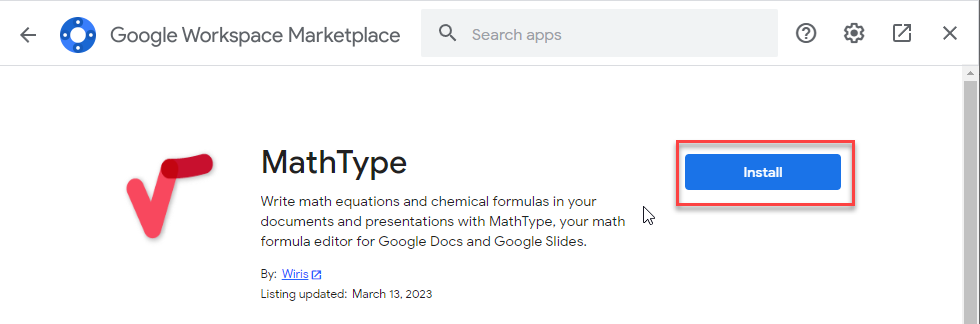 Google Workspace Marketplace
Search apps
MathType
Install
Write math equations and chemical formulas in your
documents and presentations with MathType, your math
formula editor for Google Docs and Google Slides.
By: Wiris
Listing updated: March 13, 2023